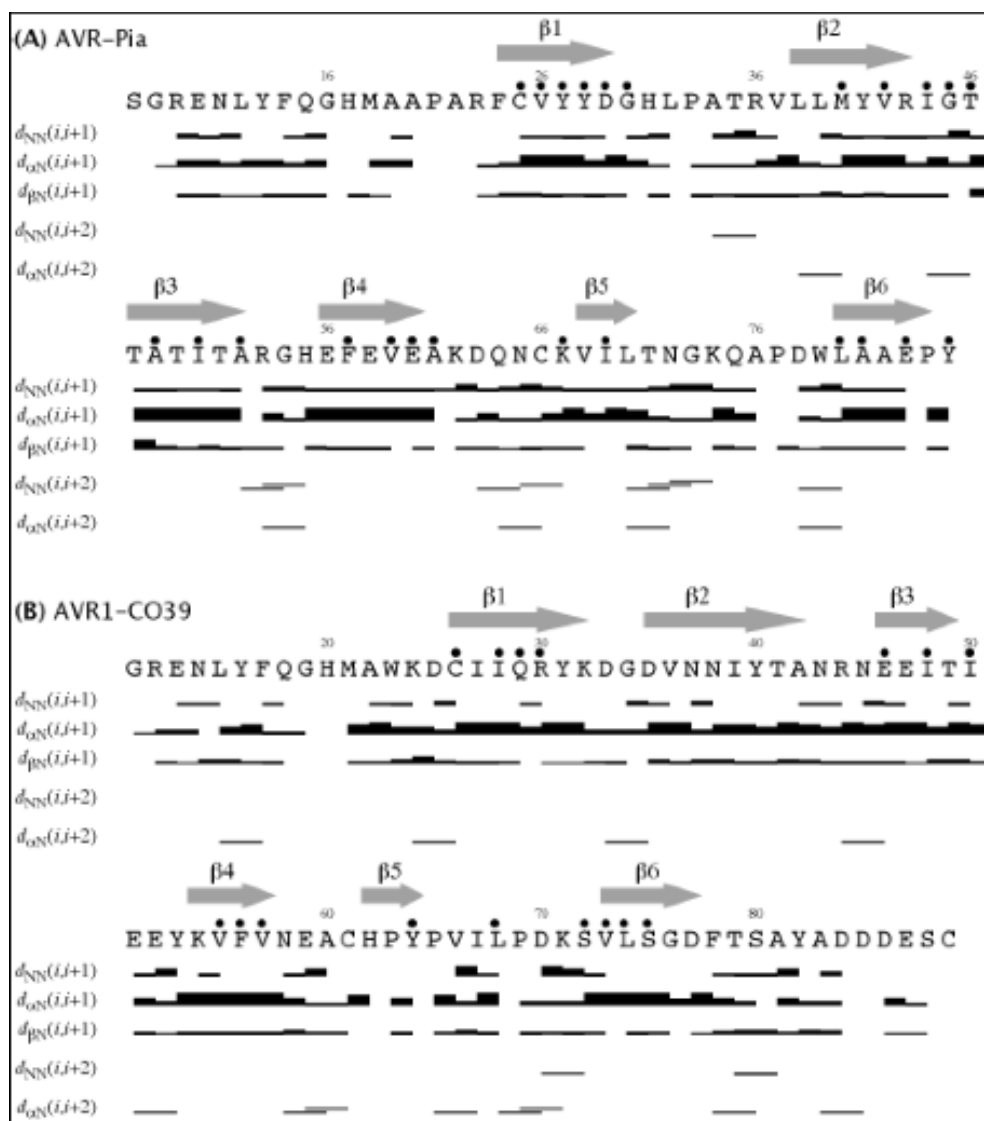 (A) AVR-Pia
β1 β2
16 26 36 46
SGRENLYFQGHMAAPARFCVYYDGHLPATRVLLMYVRIGT
dNN(i,i+1)
dαN(i,i+1)
dβN(i,i+1)
dNN(i,i+2)
dαN(i,i+2)
β3 β4 β5 β6
56 66 76
TATITARGHEFEVEAKDQNCKVILTNGKQAPDWLAAEPY
dNN(i,i+1)
dαN(i,i+1)
dβN(i,i+1)
dNN(i,i+2)
dαN(i,i+2)
(B) AVR1-CO39
β1 β2 β3
20 30 40 50
GRENLYFQGHMAWKDCIIQRYKDGDVNNIYTANRNEEITI
dNN(i,i+1)
dαN(i,i+1)
dβN(i,i+1)
dNN(i,i+2)
dαN(i,i+2)
β4 β5 β6
60 70 80
EEYKVFVNEACHPYPVILPDKSVLSGDFTSAYADDDESC
dNN(i,i+1)
dαN(i,i+1)
dβN(i,i+1)
dNN(i,i+2)
dαN(i,i+2)